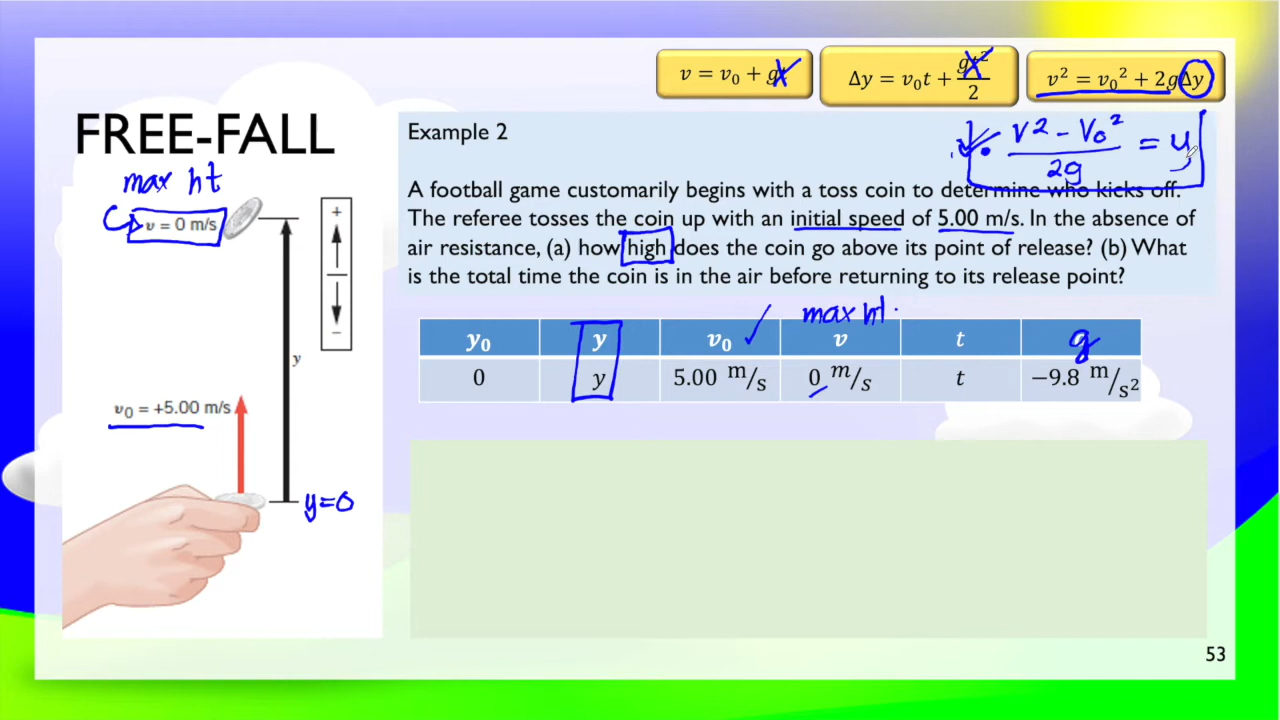 v = v₀ + gt
Δy = v₀t + gt²/2
v² = v₀² + 2gΔy
FREE-FALL
Example 2
(V² − V₀²)/2g = y
A football game customarily begins with a toss coin to determine who kicks off.
The referee tosses the coin up with an initial speed of 5.00 m/s. In the absence of
air resistance, (a) how high does the coin go above its point of release? (b) What
is the total time the coin is in the air before returning to its release point?
max ht
v = 0 m/s
+
−
y
v₀ = +5.00 m/s
y=0
max ht.
y₀ y v₀ v t g
0 y 5.00 m/s 0 m/s t −9.8 m/s²
53